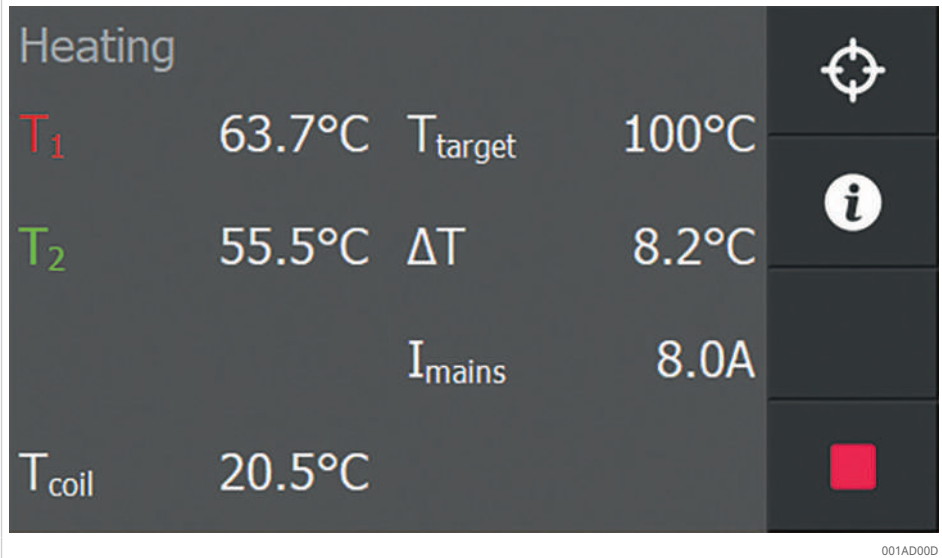 Heating
T1 63.7°C Ttarget 100°C
T2 55.5°C ΔT 8.2°C
Imains 8.0A
Tcoil 20.5°C
i
001AD00D